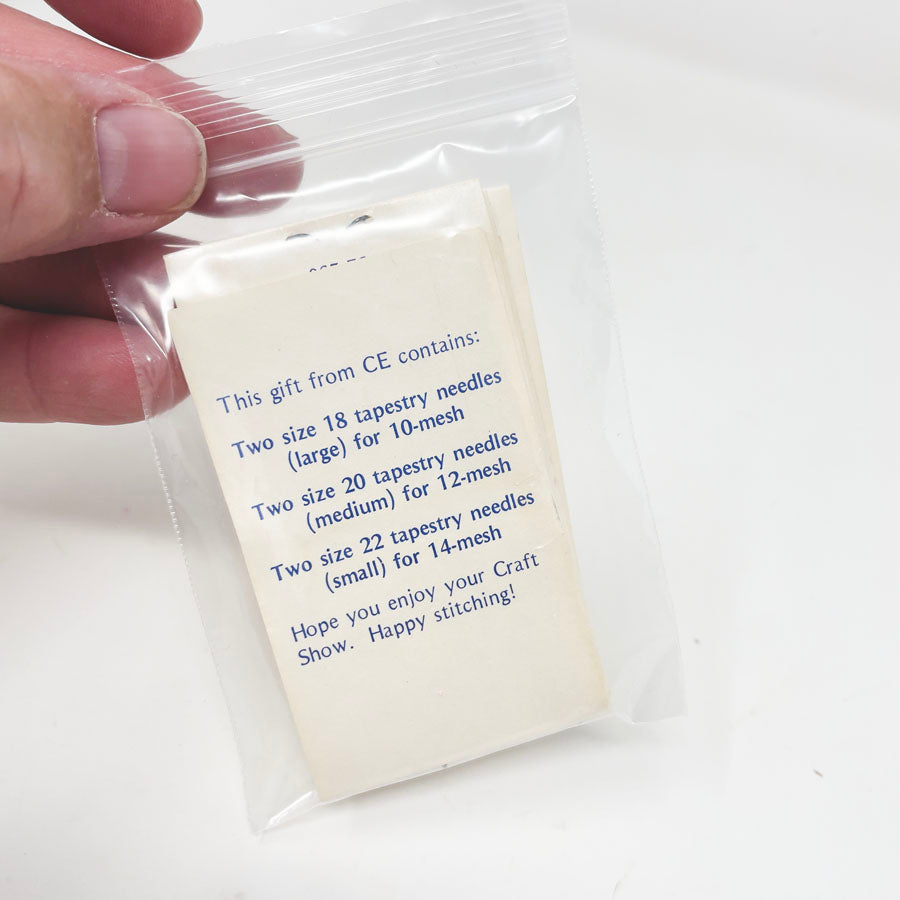 This gift from CE contains:
Two size 18 tapestry needles
(large) for 10-mesh
Two size 20 tapestry needles
(medium) for 12-mesh
Two size 22 tapestry needles
(small) for 14-mesh
Hope you enjoy your Craft
Show. Happy stitching!